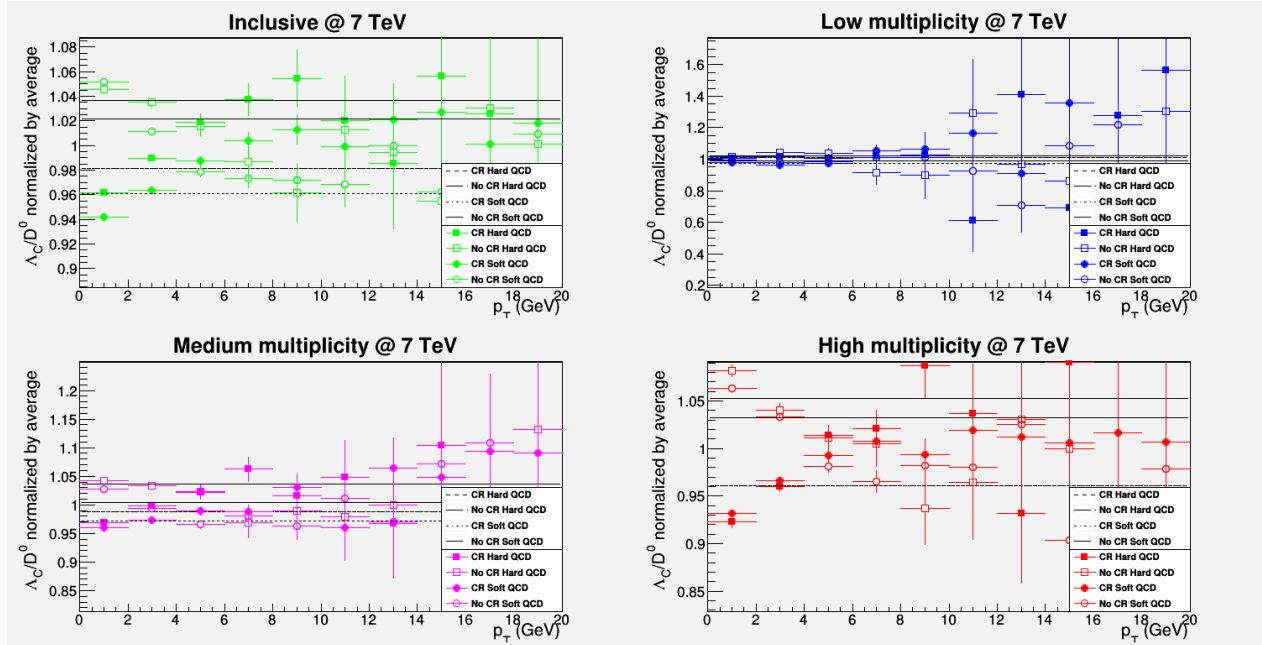 Inclusive @ 7 TeV
Λ_C/D^0 normalized by average
1.08
1.06
1.04
1.02
1
0.98
0.96
0.94
0.92
0.9
0 2 4 6 8 10 12 14 16 18 20
p_T (GeV)
CR Hard QCD
No CR Hard QCD
CR Soft QCD
No CR Soft QCD
CR Hard QCD
No CR Hard QCD
CR Soft QCD
No CR Soft QCD
Low multiplicity @ 7 TeV
Λ_C/D^0 normalized by average
1.6
1.4
1.2
1
0.8
0.6
0.4
0.2
0 2 4 6 8 10 12 14 16 18 20
p_T (GeV)
CR Hard QCD
No CR Hard QCD
CR Soft QCD
No CR Soft QCD
CR Hard QCD
No CR Hard QCD
CR Soft QCD
No CR Soft QCD
Medium multiplicity @ 7 TeV
Λ_C/D^0 normalized by average
1.2
1.15
1.1
1.05
1
0.95
0.9
0.85
0 2 4 6 8 10 12 14 16 18 20
p_T (GeV)
CR Hard QCD
No CR Hard QCD
CR Soft QCD
No CR Soft QCD
CR Hard QCD
No CR Hard QCD
CR Soft QCD
No CR Soft QCD
High multiplicity @ 7 TeV
Λ_C/D^0 normalized by average
1.05
1
0.95
0.9
0.85
0 2 4 6 8 10 12 14 16 18 20
p_T (GeV)
CR Hard QCD
No CR Hard QCD
CR Soft QCD
No CR Soft QCD
CR Hard QCD
No CR Hard QCD
CR Soft QCD
No CR Soft QCD